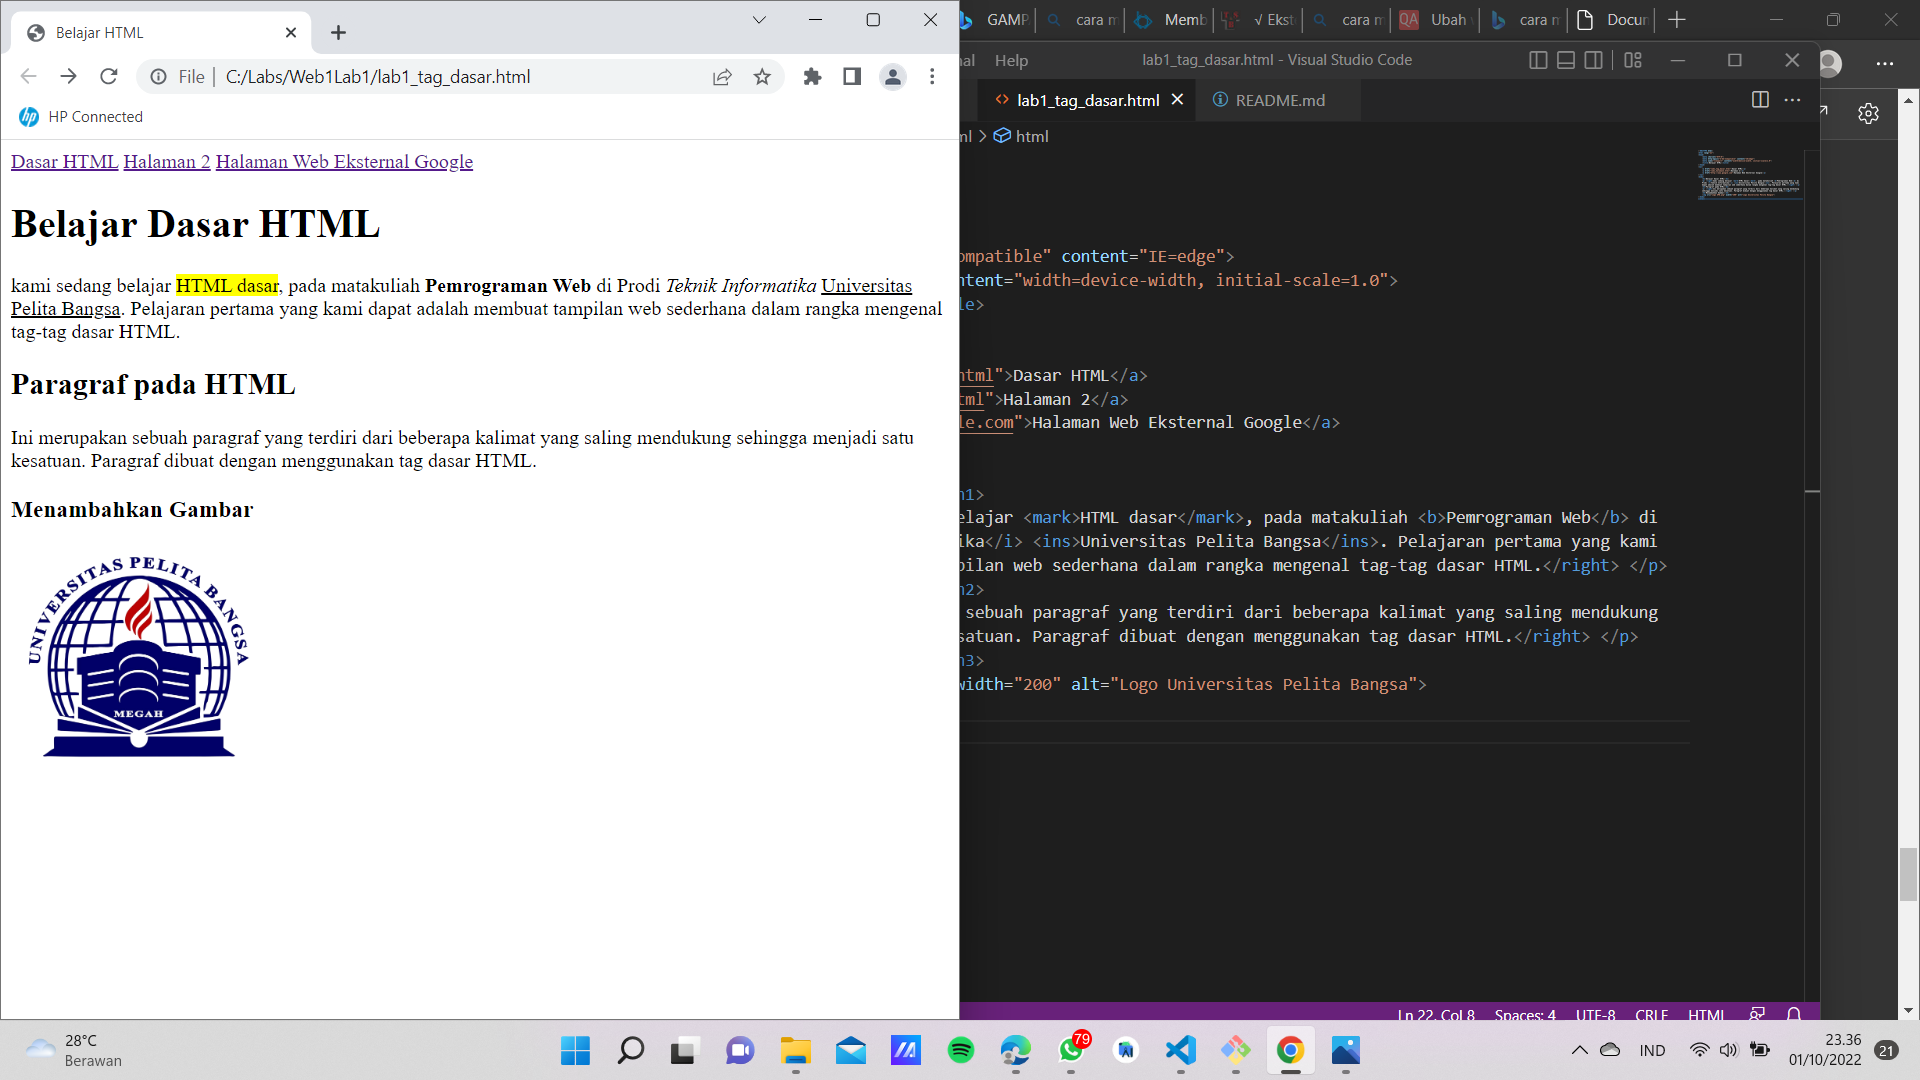 Belajar HTML
File
C:/Labs/Web1Lab1/lab1_tag_dasar.html
HP Connected
Dasar HTML Halaman 2 Halaman Web Eksternal Google
Belajar Dasar HTML
kami sedang belajar HTML dasar, pada matakuliah Pemrograman Web di Prodi Teknik Informatika Universitas
Pelita Bangsa. Pelajaran pertama yang kami dapat adalah membuat tampilan web sederhana dalam rangka mengenal
tag-tag dasar HTML.
Paragraf pada HTML
Ini merupakan sebuah paragraf yang terdiri dari beberapa kalimat yang saling mendukung sehingga menjadi satu
kesatuan. Paragraf dibuat dengan menggunakan tag dasar HTML.
Menambahkan Gambar
UNIVERSITAS PELITA BANGSA
MEGAH
GAMP
cara m
Memb
√ Ekst
cara m
QA Ubah
cara m
Docun
nal Help
lab1_tag_dasar.html - Visual Studio Code
lab1_tag_dasar.html
README.md
ml > html
ompatible" content="IE=edge">
ntent="width=device-width, initial-scale=1.0">
le>
html">Dasar HTML</a>
tml">Halaman 2</a>
le.com">Halaman Web Eksternal Google</a>
h1>
elajar <mark>HTML dasar</mark>, pada matakuliah <b>Pemrograman Web</b> di
ika</i> <ins>Universitas Pelita Bangsa</ins>. Pelajaran pertama yang kami
pilan web sederhana dalam rangka mengenal tag-tag dasar HTML.</right> </p>
h2>
sebuah paragraf yang terdiri dari beberapa kalimat yang saling mendukung
satuan. Paragraf dibuat dengan menggunakan tag dasar HTML.</right> </p>
h3>
width="200" alt="Logo Universitas Pelita Bangsa">
Ln 22, Col 8
Spaces: 4
UTF-8
CRLF
HTML
28°C
Berawan
79
IND
23.36
01/10/2022
21